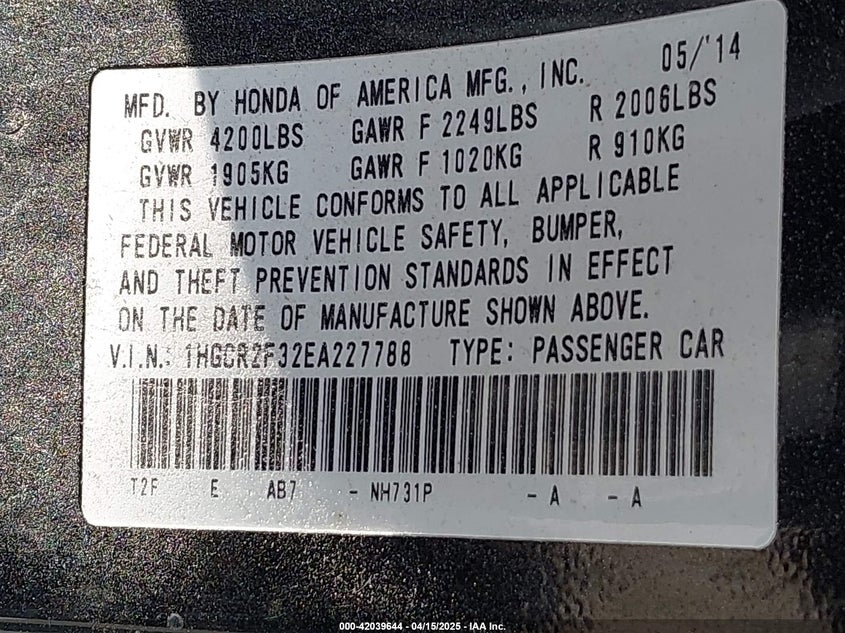 05/'14
MFD. BY HONDA OF AMERICA MFG., INC.
GVWR 4200LBS GAWR F 2249LBS R 2006LBS
GVWR 1905KG GAWR F 1020KG R 910KG
THIS VEHICLE CONFORMS TO ALL APPLICABLE
FEDERAL MOTOR VEHICLE SAFETY, BUMPER,
AND THEFT PREVENTION STANDARDS IN EFFECT
ON THE DATE OF MANUFACTURE SHOWN ABOVE.
V.I.N.: 1HGCR2F32EA227788 TYPE: PASSENGER CAR
T2F E AB7 - NH731P - A - A
000-42039644 - 04/15/2025 - IAA Inc.